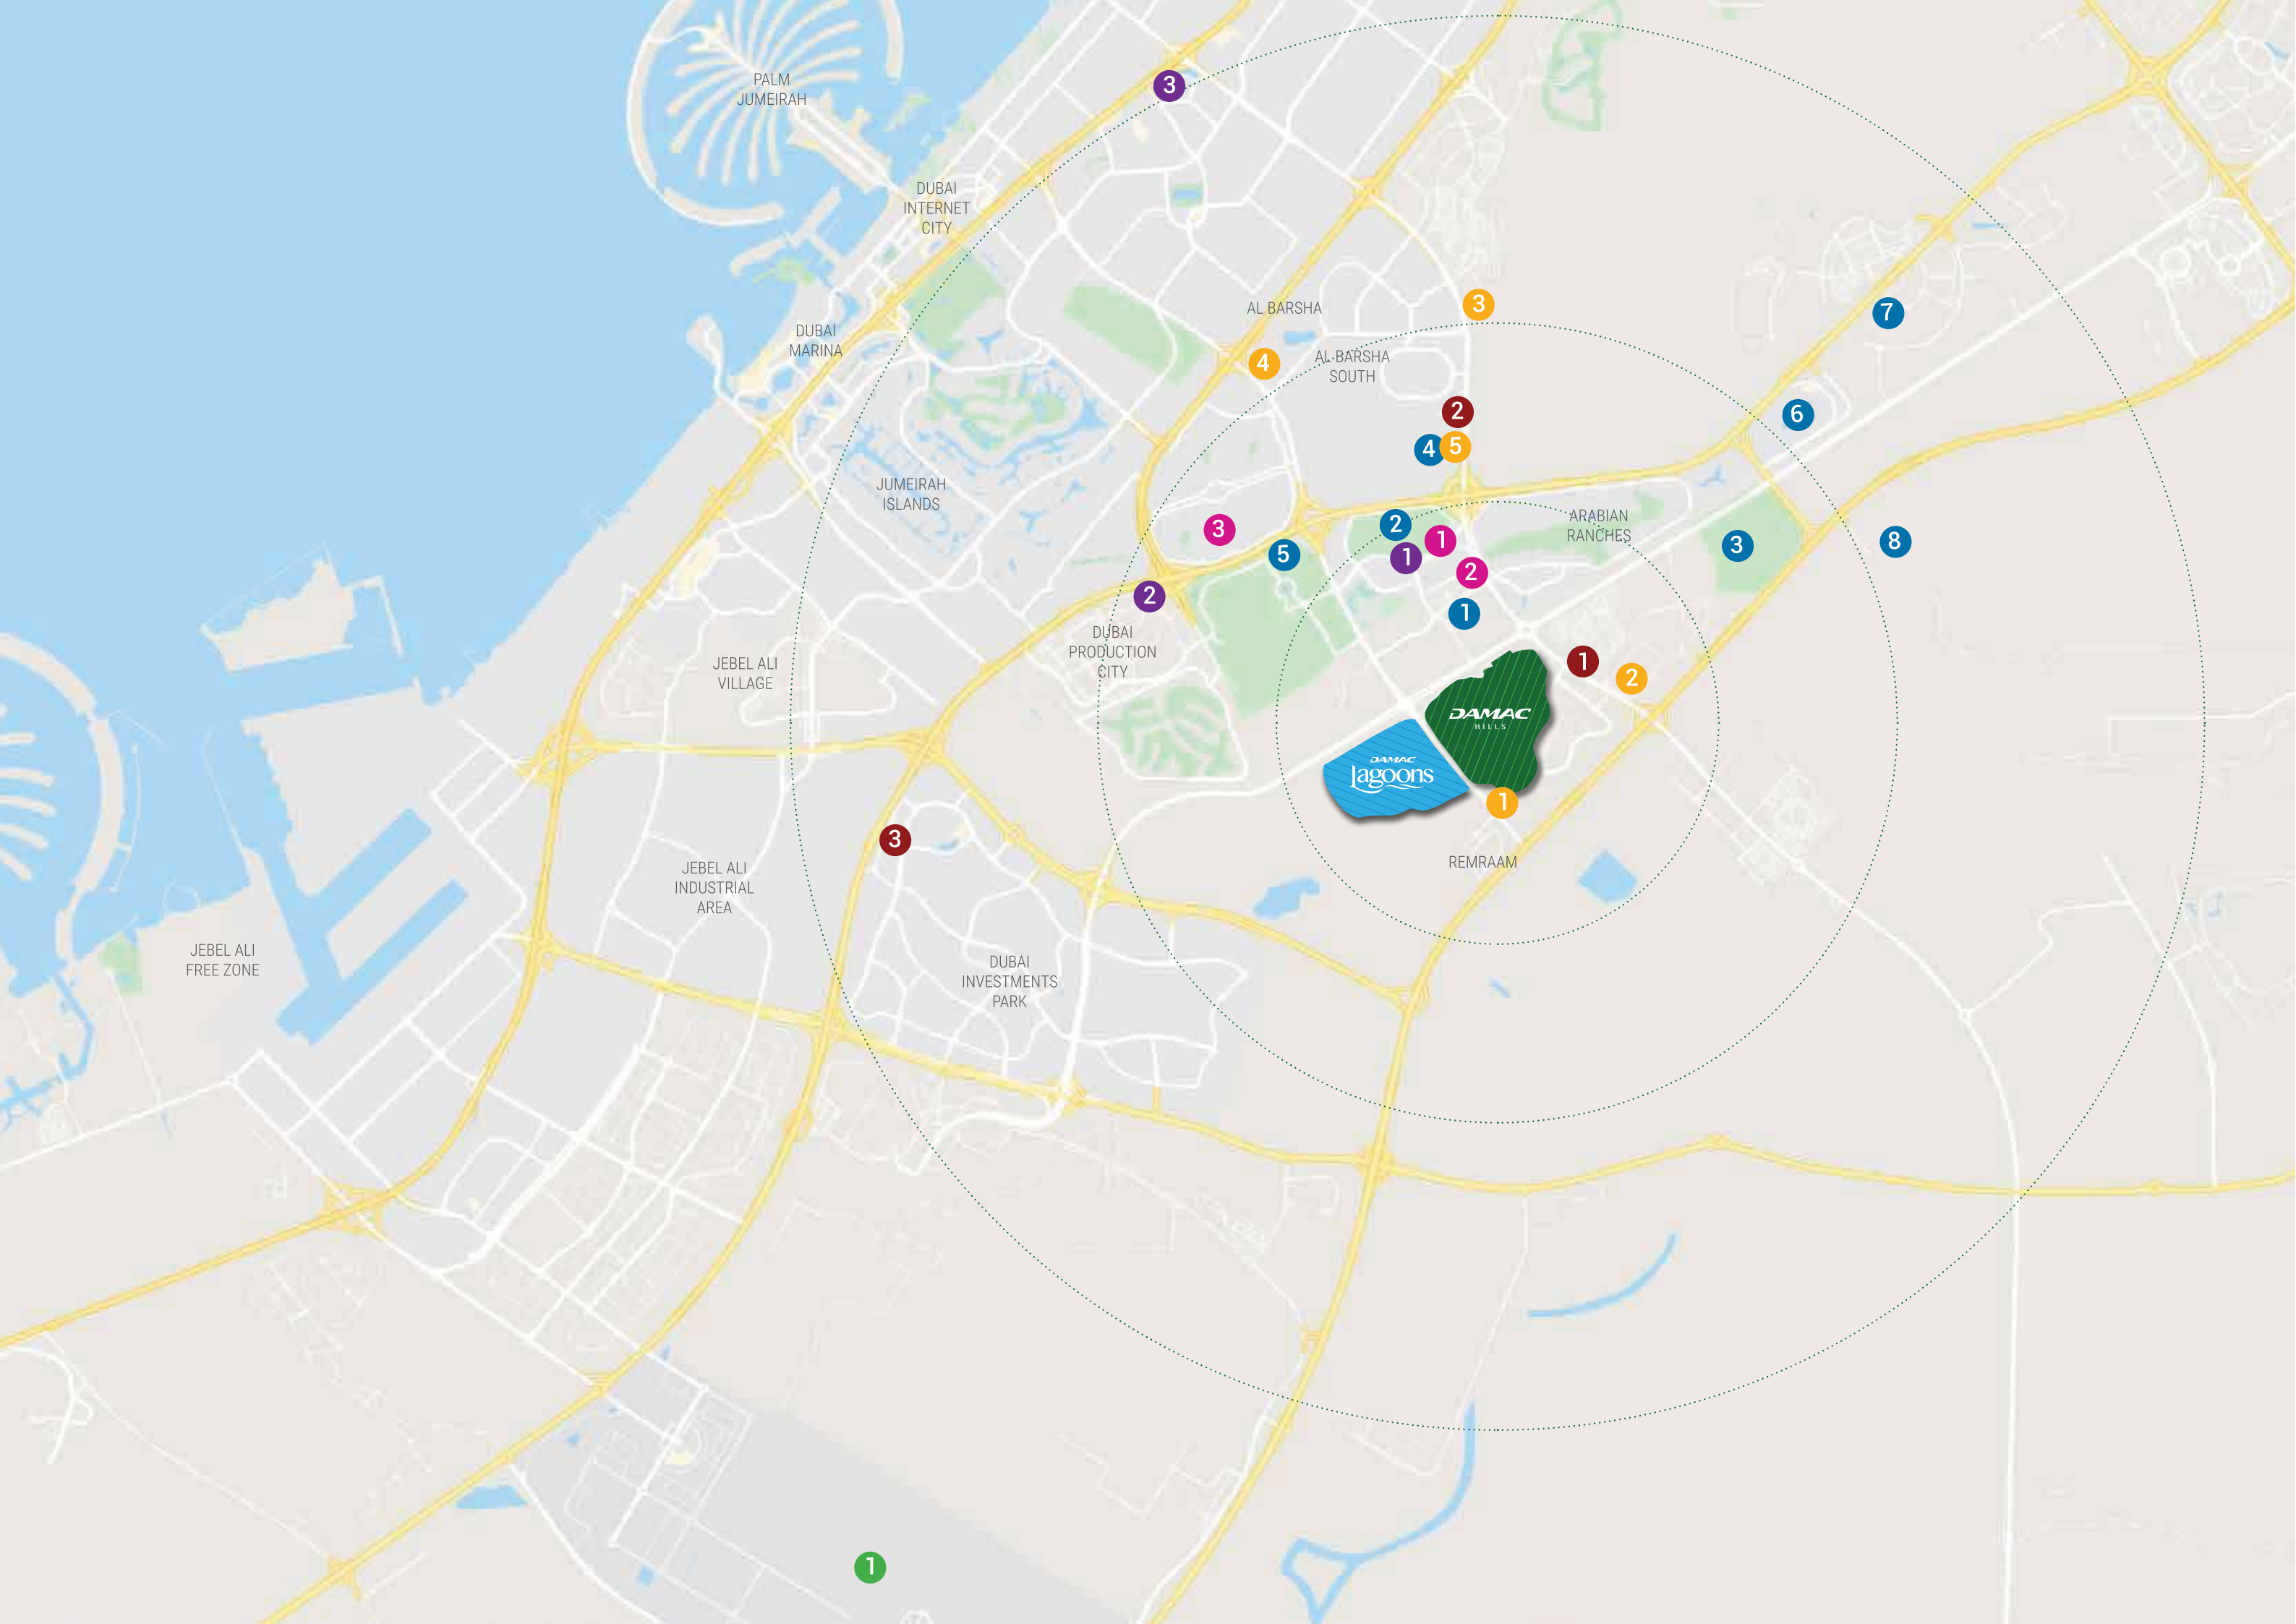 PALM
JUMEIRAH
3
DUBAI
INTERNET
CITY
AL BARSHA
3
7
DUBAI
MARINA
4
AL BARSHA
SOUTH
2
6
4
5
JUMEIRAH
ISLANDS
3
2
1
ARABIAN
RANCHES
5
1
2
3
8
2
1
DUBAI
PRODUCTION
CITY
JEBEL ALI
VILLAGE
1
2
DAMAC
HILLS
DAMAC
lagoons
1
3
REMRAAM
JEBEL ALI
INDUSTRIAL
AREA
JEBEL ALI
FREE ZONE
DUBAI
INVESTMENTS
PARK
1